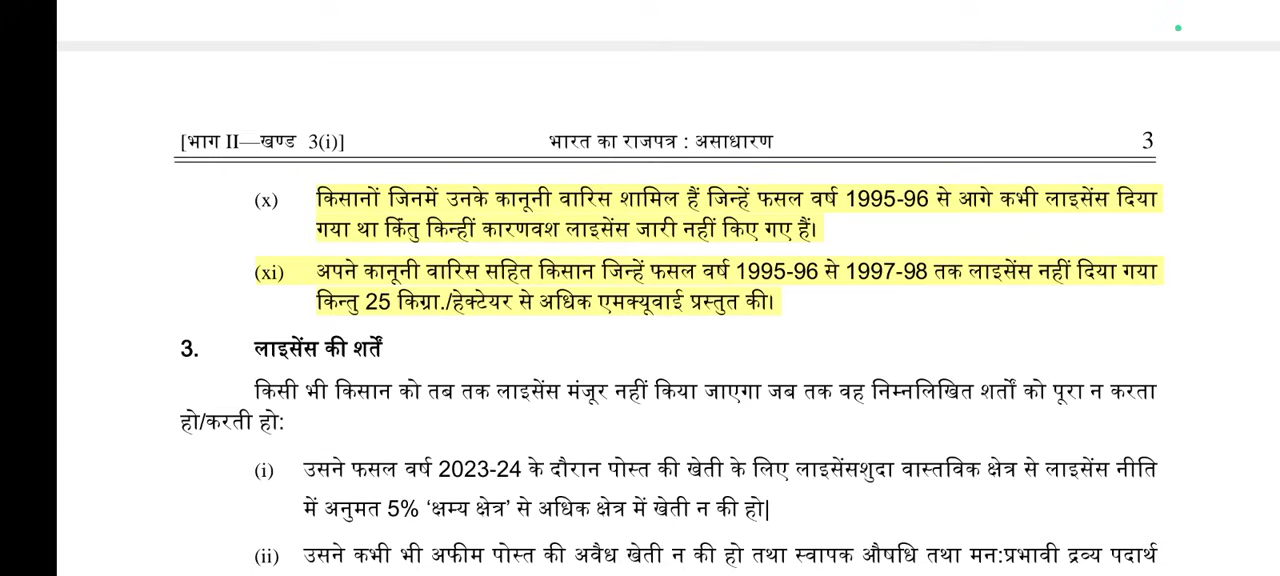 [भाग II—खण्ड 3(i)] भारत का राजपत्र : असाधारण 3
(x) किसानों जिनमें उनके कानूनी वारिस शामिल हैं जिन्हें फसल वर्ष 1995-96 से आगे कभी लाइसेंस दिया
गया था किंतु किन्हीं कारणवश लाइसेंस जारी नहीं किए गए हैं।
(xi) अपने कानूनी वारिस सहित किसान जिन्हें फसल वर्ष 1995-96 से 1997-98 तक लाइसेंस नहीं दिया गया
किन्तु 25 किग्रा./हेक्टेयर से अधिक एमक्यूवाई प्रस्तुत की।
3. लाइसेंस की शर्तें
किसी भी किसान को तब तक लाइसेंस मंजूर नहीं किया जाएगा जब तक वह निम्नलिखित शर्तों को पूरा न करता
हो/करती हो:
(i) उसने फसल वर्ष 2023-24 के दौरान पोस्त की खेती के लिए लाइसेंसशुदा वास्तविक क्षेत्र से लाइसेंस नीति
में अनुमत 5% ‘क्षम्य क्षेत्र’ से अधिक क्षेत्र में खेती न की हो|
(ii) उसने कभी भी अफीम पोस्त की अवैध खेती न की हो तथा स्वापक औषधि तथा मन:प्रभावी द्रव्य पदार्थ